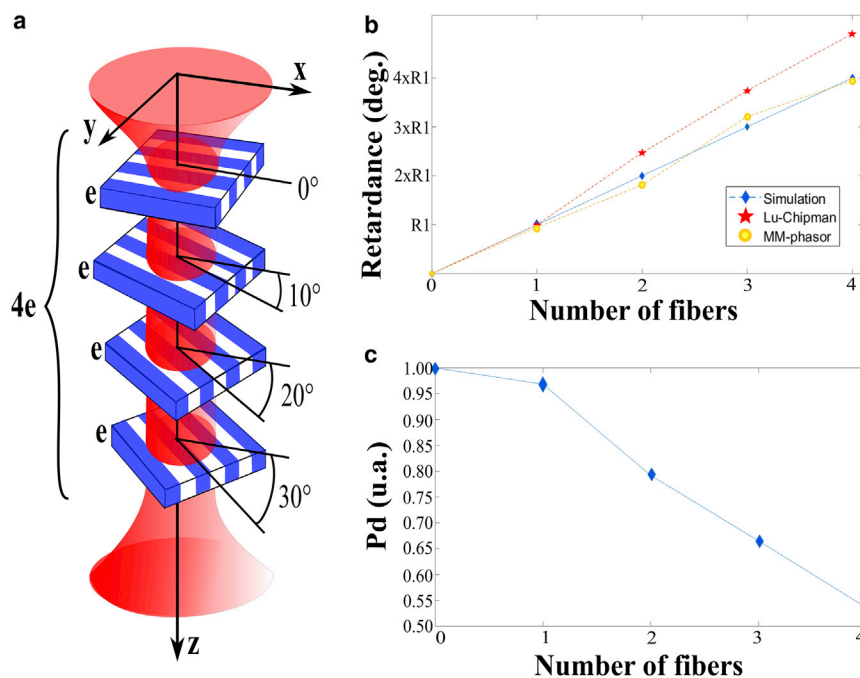 a
x
y
e
0°
e
10°
4e
e
20°
e
30°
z
b
Retardance (deg.)
4xR1
3xR1
2xR1
R1
Simulation
Lu-Chipman
MM-phasor
0
1
2
3
4
Number of fibers
c
Pd (u.a.)
1.00
0.95
0.90
0.85
0.80
0.75
0.70
0.65
0.60
0.55
0.50
0
1
2
3
4
Number of fibers